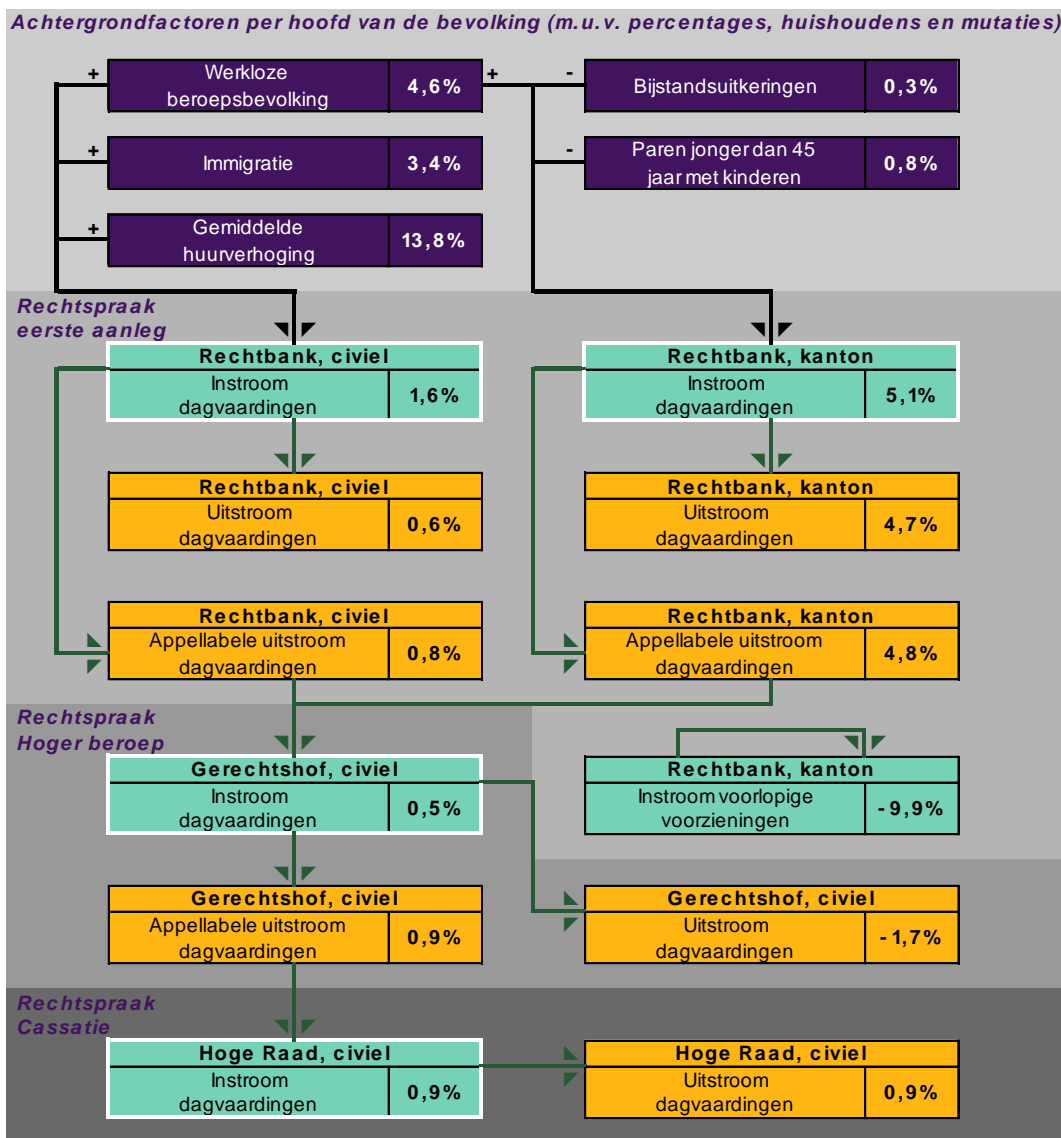 Achtergrondfactoren per hoofd van de bevolking (m.u.v. percentages, huishoudens en mutaties)
+
Werkloze
beroepsbevolking
4,6%
+
-
Bijstandsuitkeringen
0,3%
+
Immigratie
3,4%
-
Paren jonger dan 45
jaar met kinderen
0,8%
+
Gemiddelde
huurverhoging
13,8%
Rechtspraak
eerste aanleg
Rechtbank, civiel
Instroom
dagvaardingen
1,6%
Rechtbank, kanton
Instroom
dagvaardingen
5,1%
Rechtbank, civiel
Uitstroom
dagvaardingen
0,6%
Rechtbank, kanton
Uitstroom
dagvaardingen
4,7%
Rechtbank, civiel
Appellabele uitstroom
dagvaardingen
0,8%
Rechtbank, kanton
Appellabele uitstroom
dagvaardingen
4,8%
Rechtspraak
Hoger beroep
Gerechtshof, civiel
Instroom
dagvaardingen
0,5%
Rechtbank, kanton
Instroom voorlopige
voorzieningen
-9,9%
Gerechtshof, civiel
Appellabele uitstroom
dagvaardingen
0,9%
Gerechtshof, civiel
Uitstroom
dagvaardingen
-1,7%
Rechtspraak
Cassatie
Hoge Raad, civiel
Instroom
dagvaardingen
0,9%
Hoge Raad, civiel
Uitstroom
dagvaardingen
0,9%